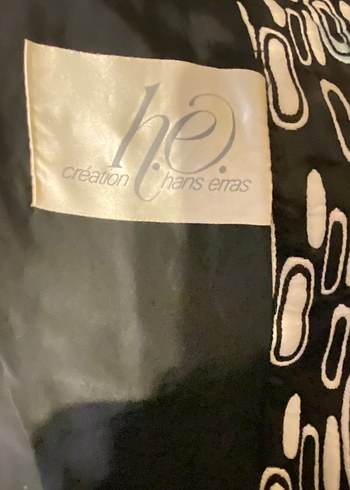 h.e.
création hans erras